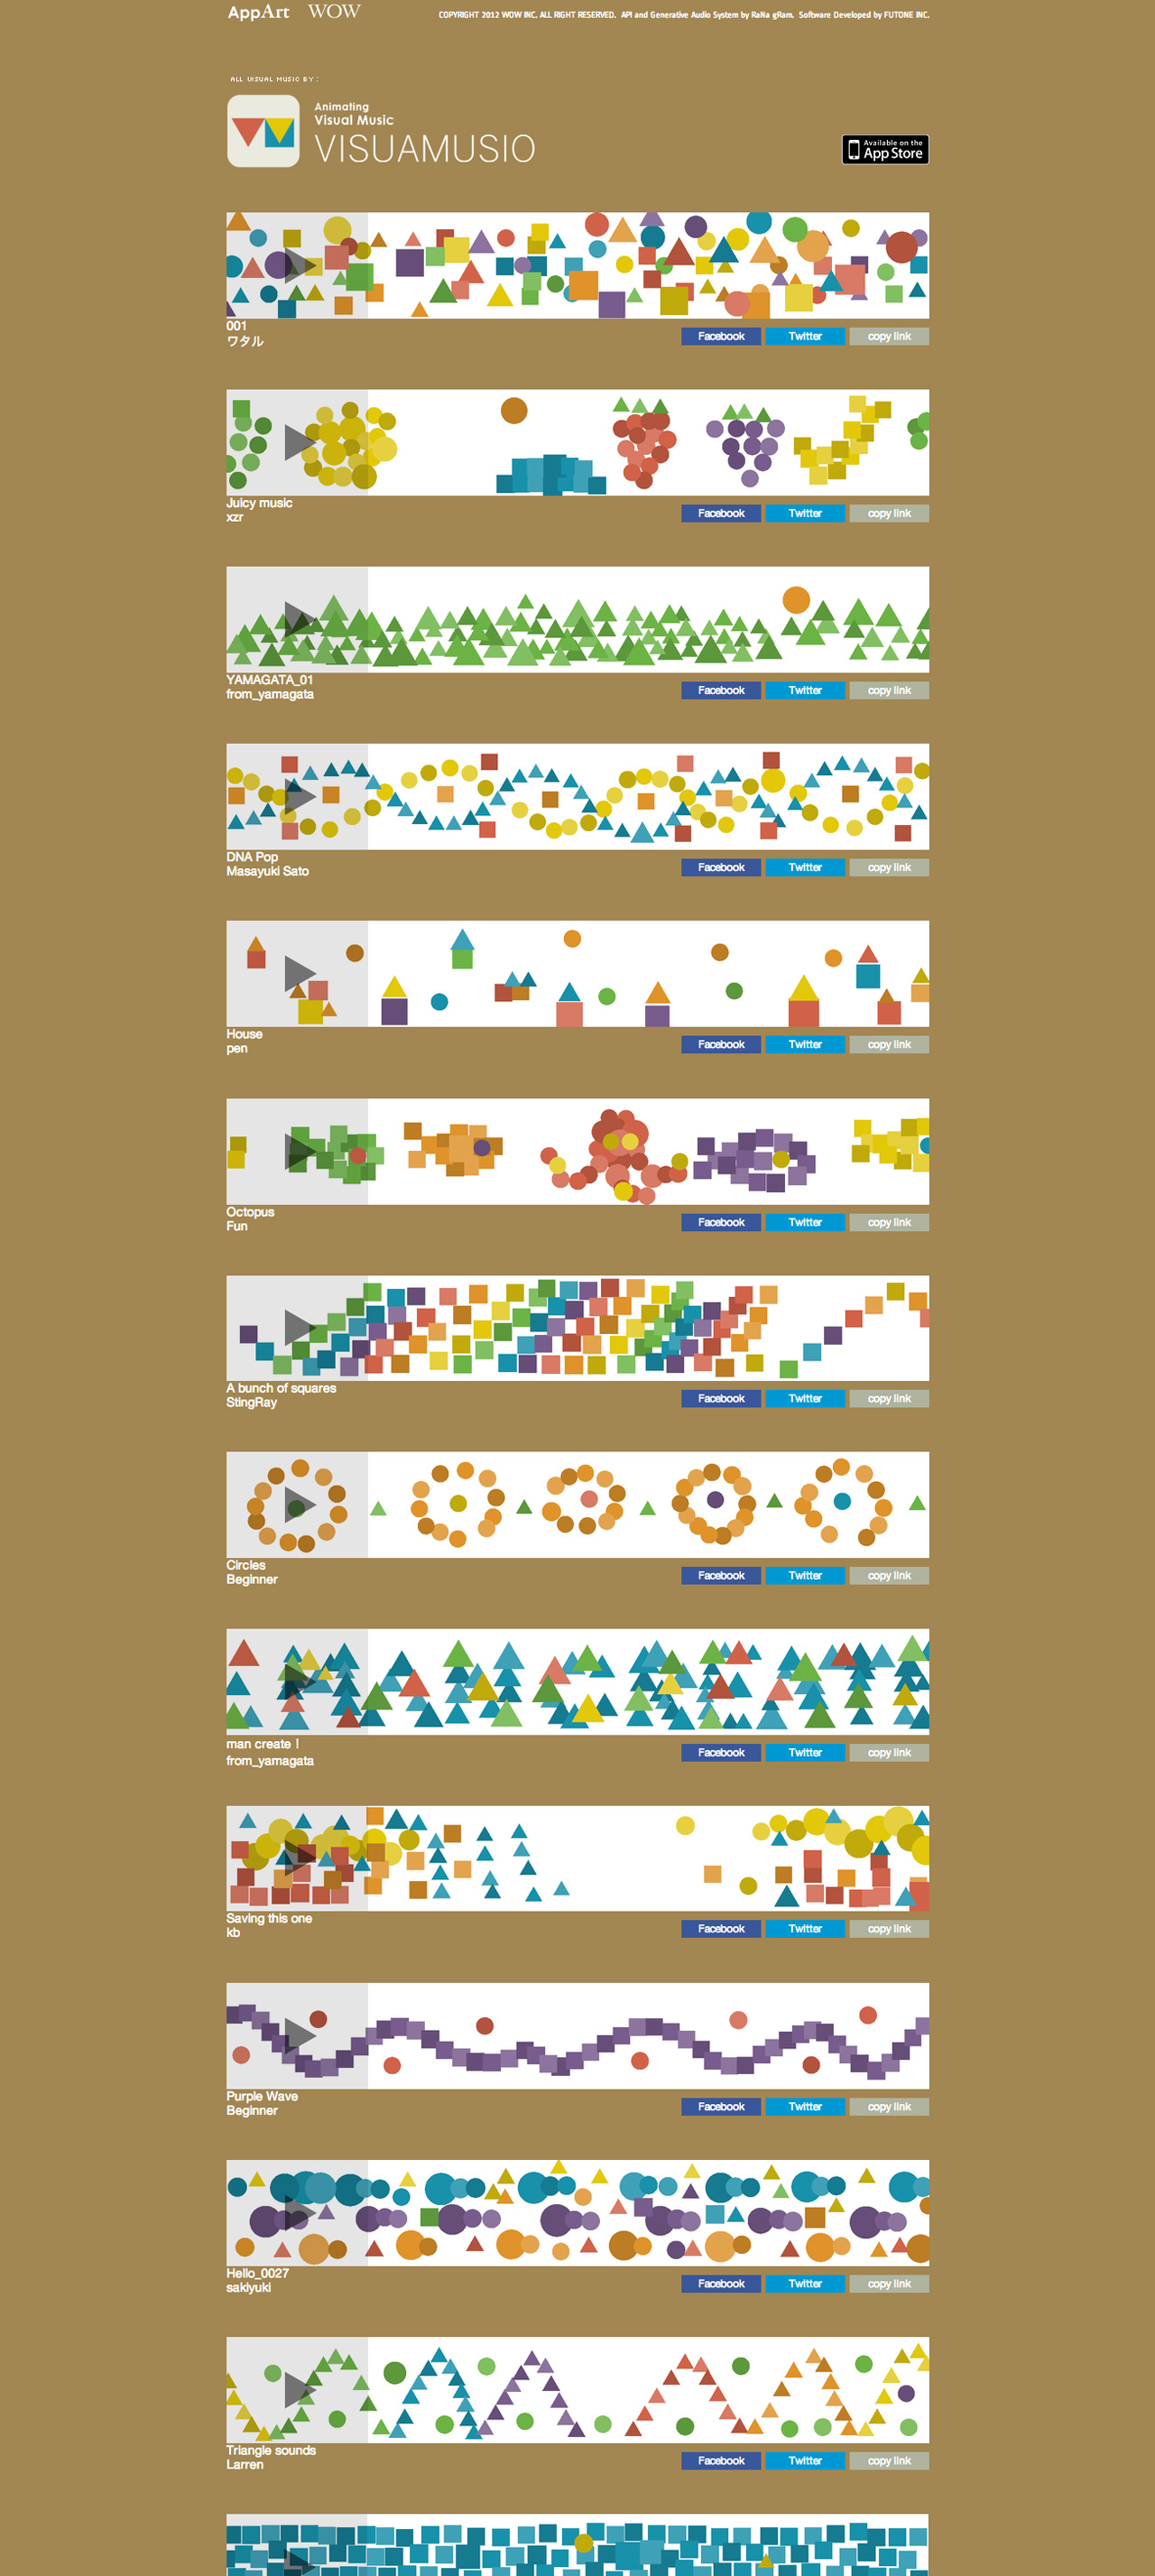 AppArt WOW COPYRIGHT 2012 WOW INC. ALL RIGHT RESERVED. API and Generative Audio System by RaNa gRam. Software Developed by FUTONE INC.
ALL VISUAL MUSIC BY :
Animating
Visual Music
VISUAMUSIO
Available on the
App Store
001
ワタル
Facebook Twitter copy link
Juicy music
xzr
Facebook Twitter copy link
YAMAGATA_01
from_yamagata
Facebook Twitter copy link
DNA Pop
Masayuki Sato
Facebook Twitter copy link
House
pen
Facebook Twitter copy link
Octopus
Fun
Facebook Twitter copy link
A bunch of squares
StingRay
Facebook Twitter copy link
Circles
Beginner
Facebook Twitter copy link
man create！
from_yamagata
Facebook Twitter copy link
Saving this one
kb
Facebook Twitter copy link
Purple Wave
Beginner
Facebook Twitter copy link
Hello_0027
sakiyuki
Facebook Twitter copy link
Triangle sounds
Larren
Facebook Twitter copy link